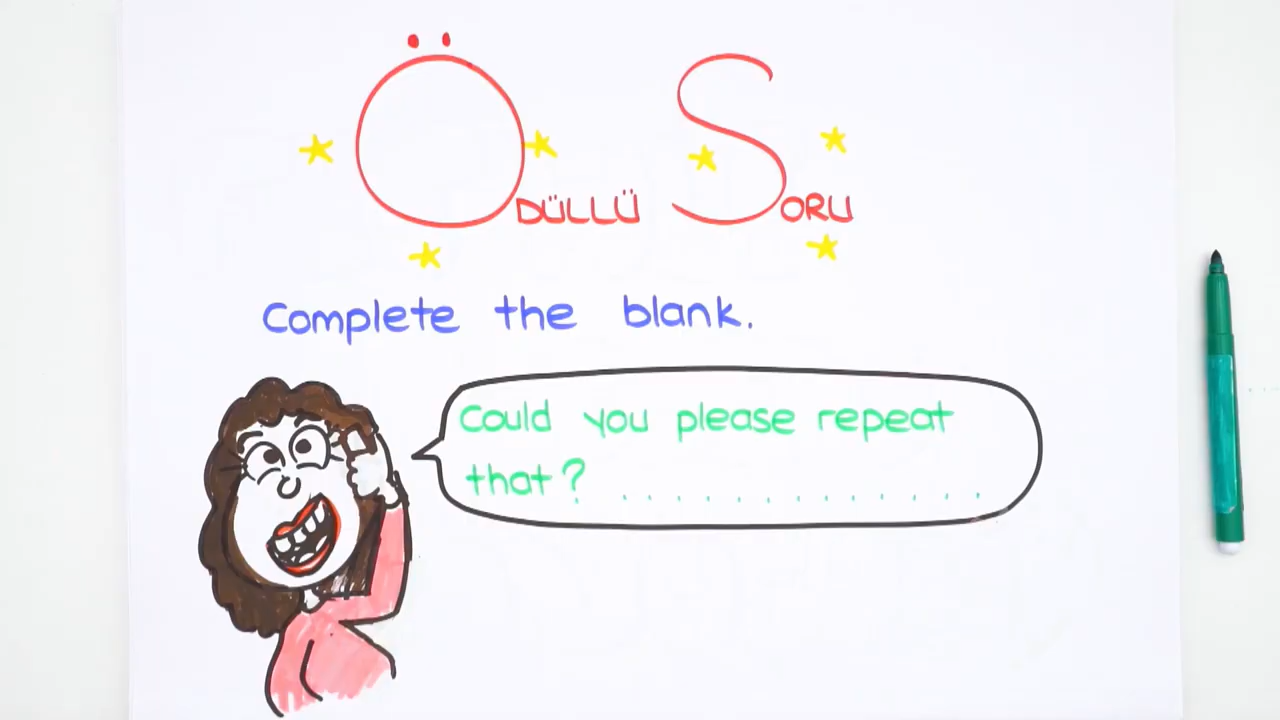 ÖDÜLLÜ SORU
Complete the blank.
Could you please repeat
that? .............